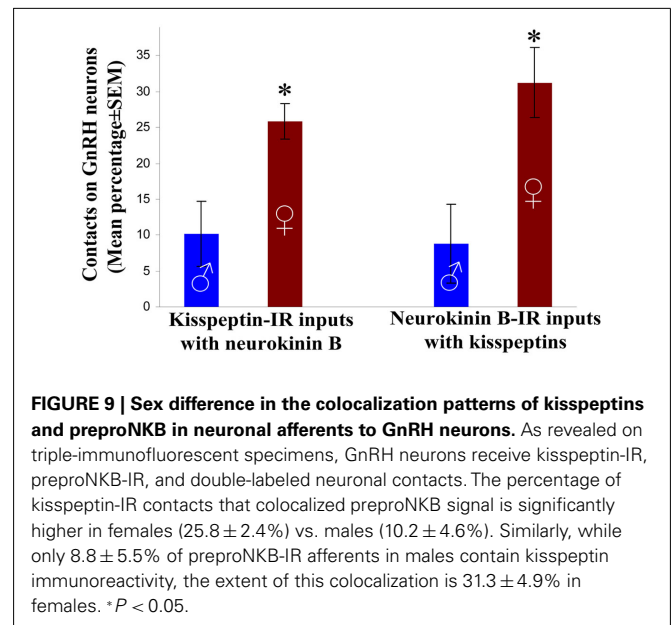 Contacts on GnRH neurons
(Mean percentage±SEM)
35
30
25
20
15
10
5
0
*
*
♂
♀
♂
♀
Kisspeptin-IR inputs
with neurokinin B
Neurokinin B-IR inputs
with kisspeptins
FIGURE 9 | Sex difference in the colocalization patterns of kisspeptins
and preproNKB in neuronal afferents to GnRH neurons. As revealed on
triple-immunofluorescent specimens, GnRH neurons receive kisspeptin-IR,
preproNKB-IR, and double-labeled neuronal contacts. The percentage of
kisspeptin-IR contacts that colocalized preproNKB signal is significantly
higher in females (25.8 ± 2.4%) vs. males (10.2 ± 4.6%). Similarly, while
only 8.8 ± 5.5% of preproNKB-IR afferents in males contain kisspeptin
immunoreactivity, the extent of this colocalization is 31.3 ± 4.9% in
females. *P < 0.05.